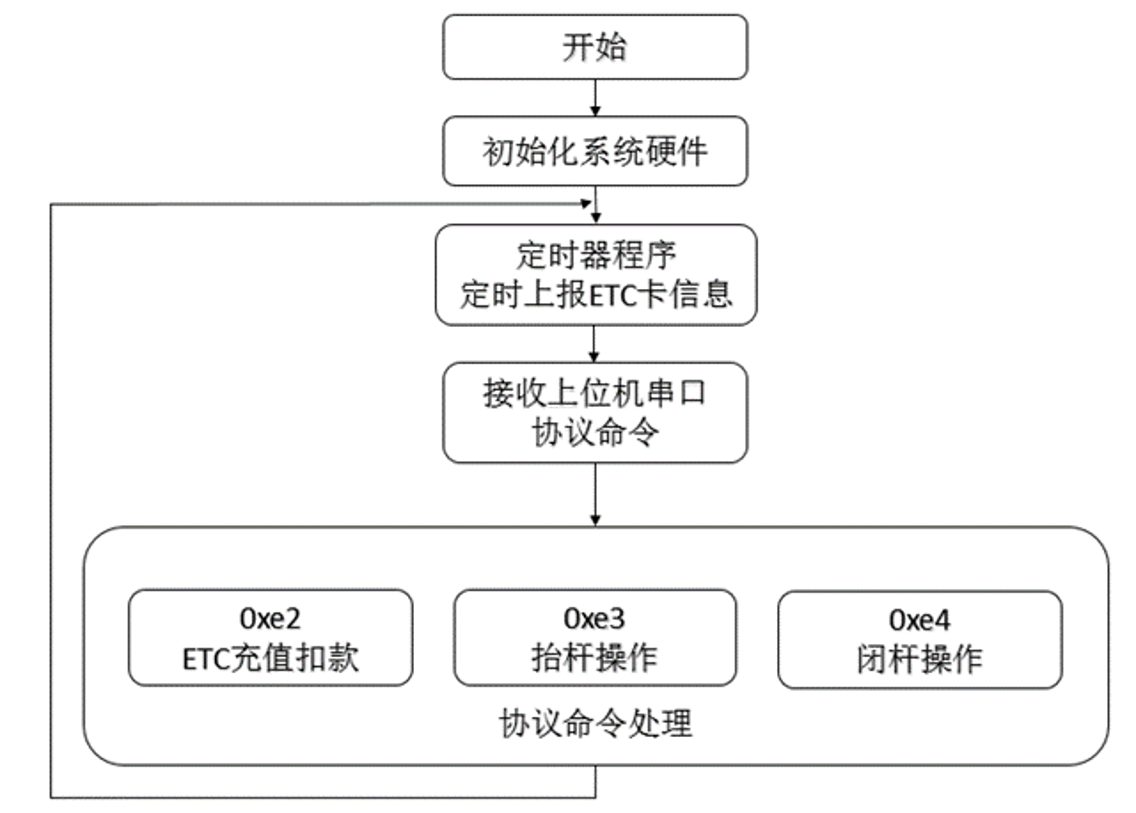 开始
初始化系统硬件
定时器程序
定时上报ETC卡信息
接收上位机串口
协议命令
0xe2
ETC充值扣款
0xe3
抬杆操作
0xe4
闭杆操作
协议命令处理